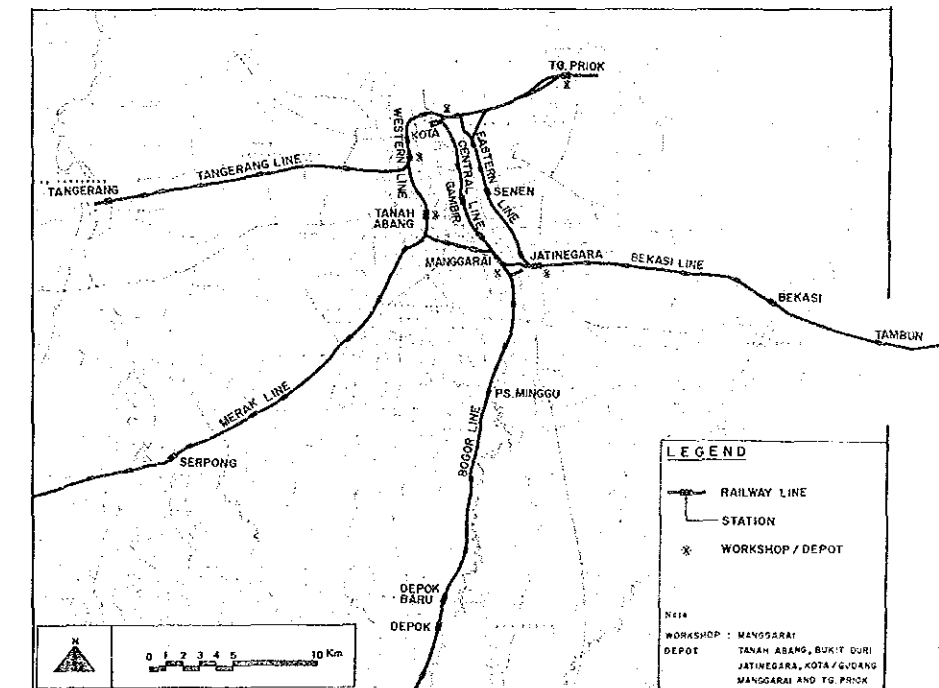 TG. PRIOK
WESTERN LINE
KOTA
CENTRAL LINE
GAMBIR
EASTERN LINE
SENEN
TANGERANG LINE
TANGERANG
TANAH
ABANG
MANGGARAI
JATINEGARA
BEKASI LINE
BEKASI
TAMBUN
MERAK LINE
SERPONG
PS. MINGGU
BOGOR LINE
DEPOK
BARU
DEPOK
LEGEND
RAILWAY LINE
STATION
WORKSHOP / DEPOT
Note
WORKSHOP : MANGGARAI
DEPOT TANAH ABANG, BUKIT DURI
JATINEGARA, KOTA / GUDANG
MANGGARAI AND TG. PRIOK
N
0 1 2 3 4 5 10 Km